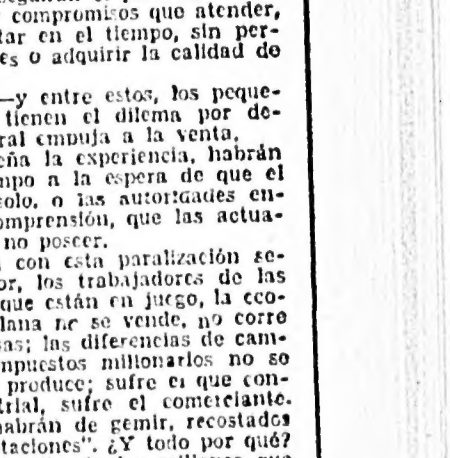 compromisos que atender,
tar en el tiempo, sin per-
es o adquirir la calidad de
—y entre estos, los peque-
tienen el dilema por de-
ral empuja a la venta,
eña la experiencia, habrán
mpo a la espera de que el
solo, o las autoridades en-
omprensión, que las actua-
no poseer.
con esta paralización se-
or, los trabajadores de las
que están en juego, la eco-
lana no se vende, no corre
sas; las diferencias de cam-
mpuestos millonarios no se
produce; sufre el que con-
trial, sufre el comerciante.
habrán de gemir, recostados
taciones". ¿Y todo por qué?